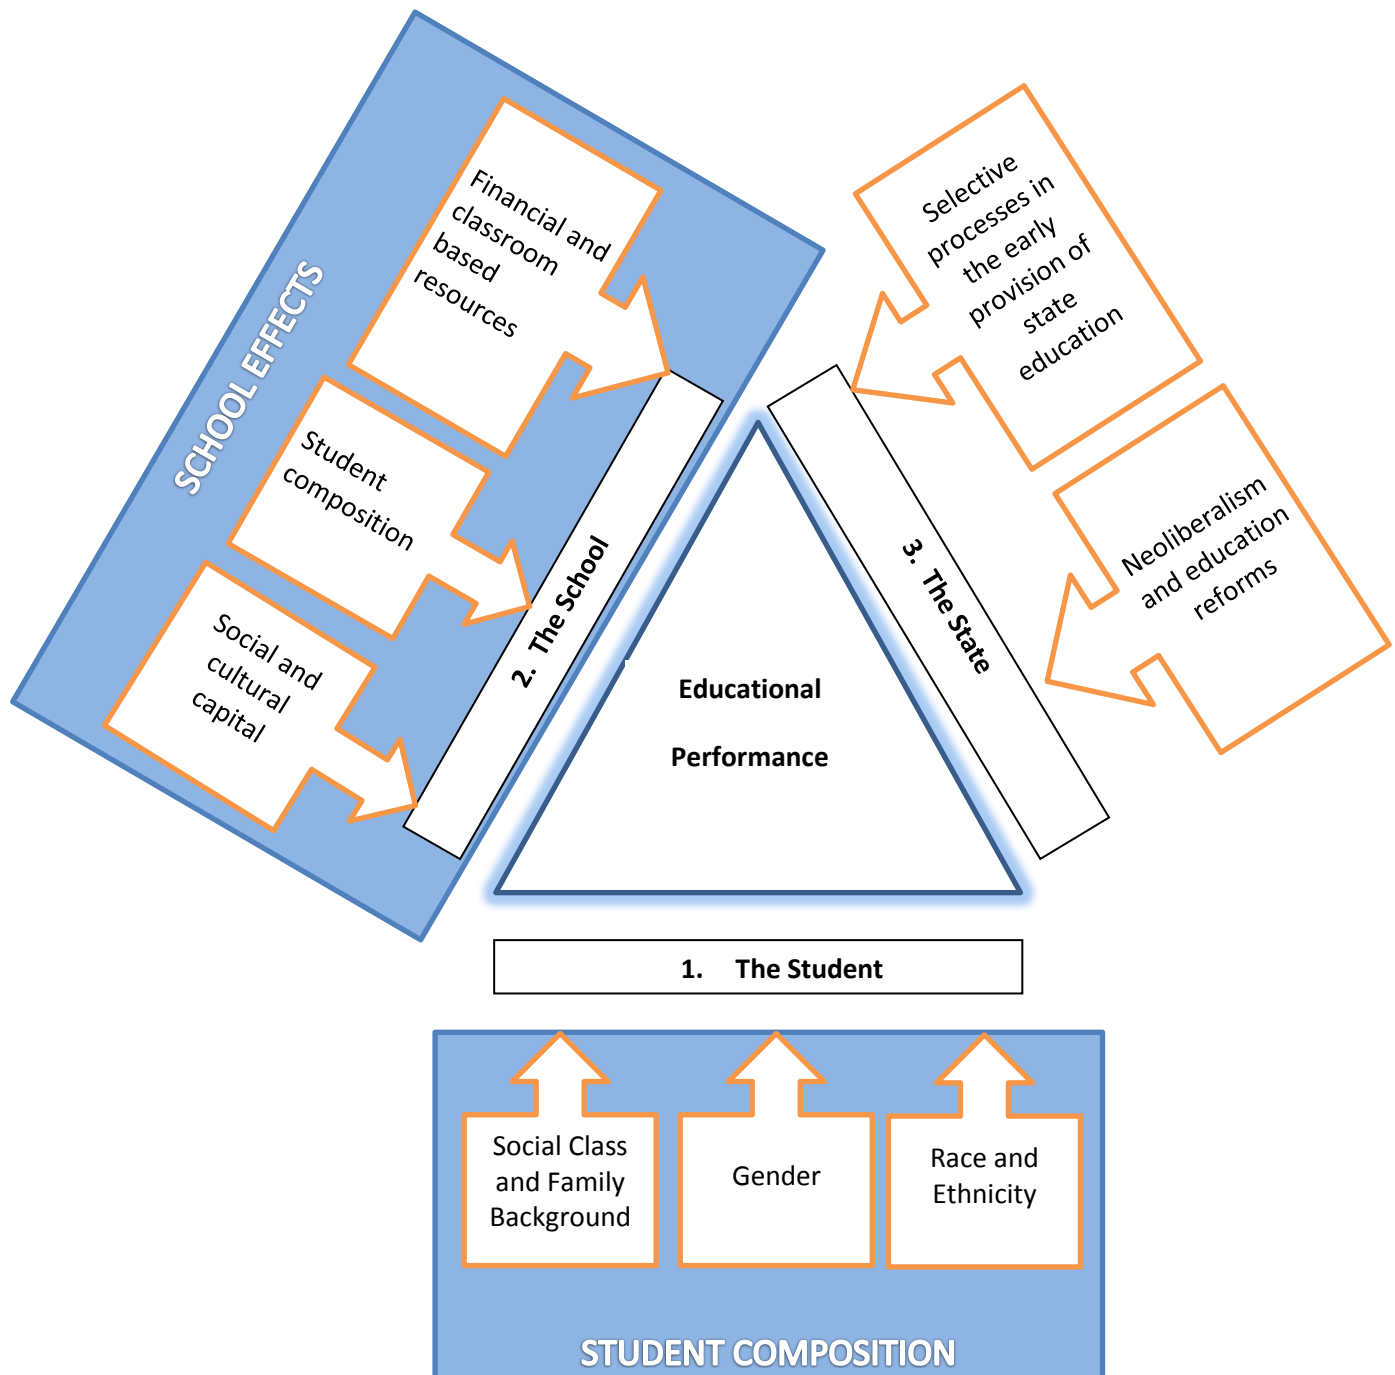 SCHOOL EFFECTS
Financial and
classroom
based
resources
Student
composition
Social and
cultural
capital
2. The School
Selective
processes in
the early
provision of
state
education
Neoliberalism
and education
reforms
3. The State
Educational
Performance
1. The Student
Social Class
and Family
Background
Gender
Race and
Ethnicity
STUDENT COMPOSITION